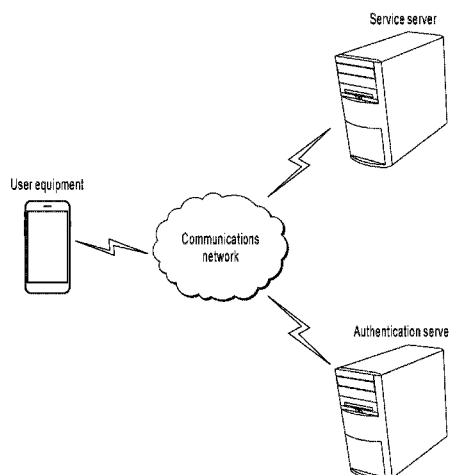 Service server
User equipment
Communications
network
Authentication serve